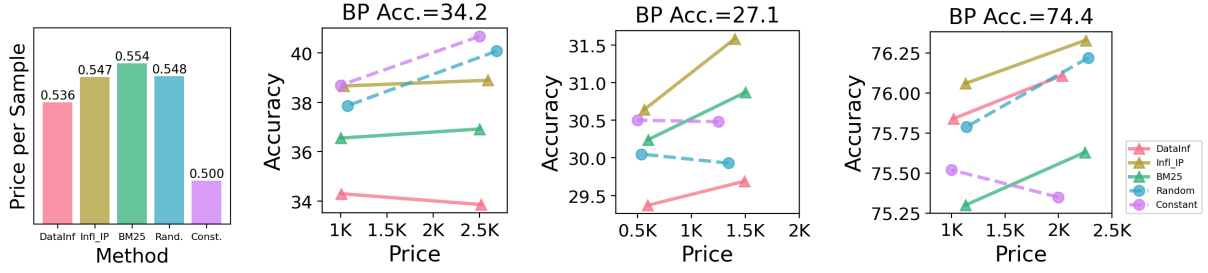 Price per Sample
0.536
0.547
0.554
0.548
0.500
DataInf Infl_IP BM25 Rand. Const.
Method
BP Acc.=34.2
Accuracy
40
38
36
34
1K 1.5K 2K 2.5K
Price
BP Acc.=27.1
Accuracy
31.5
31.0
30.5
30.0
29.5
0.5K 1K 1.5K 2K
Price
BP Acc.=74.4
Accuracy
76.25
76.00
75.75
75.50
75.25
1K 1.5K 2K 2.5K
Price
DataInf
Infl_IP
BM25
Random
Constant